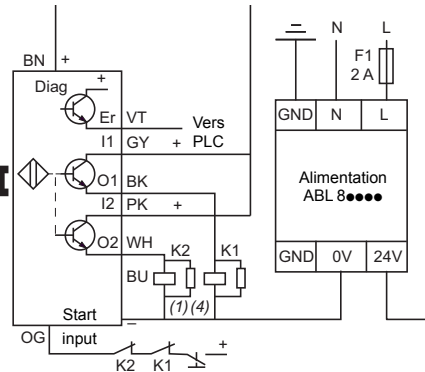 BN +
Diag +
Er VT
Vers
PLC
I1 GY +
O1 BK
I2 PK +
O2 WH
K2 K1
BU
(1) (4)
Start
input
–
OG
+
K2 K1
N L
F1
2 A
GND N L
Alimentation
ABL 8●●●●
GND 0V 24V